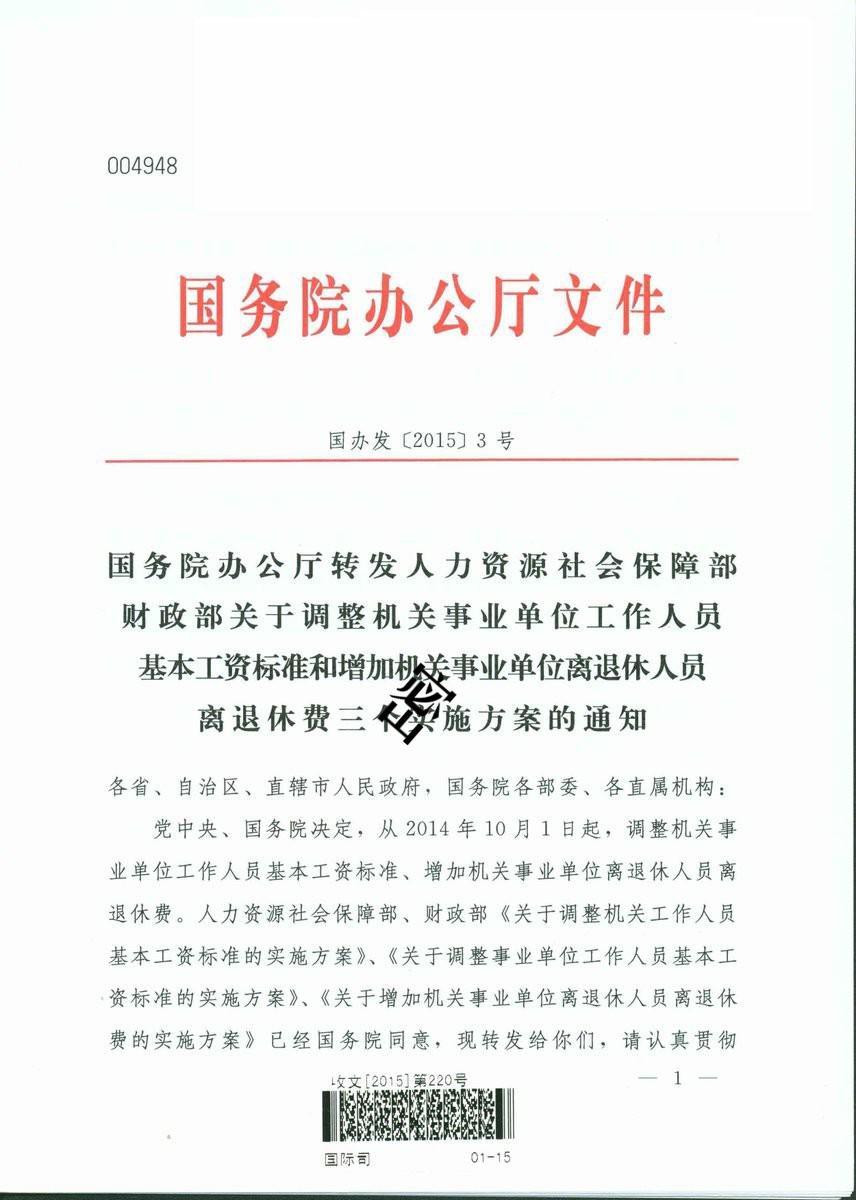 004948
国务院办公厅文件
国办发〔2015〕3号
国务院办公厅转发人力资源社会保障部
财政部关于调整机关事业单位工作人员
基本工资标准和增加机关事业单位离退休人员
离退休费三个实施方案的通知
密
各省、自治区、直辖市人民政府，国务院各部委、各直属机构：
党中央、国务院决定，从2014年10月1日起，调整机关事
业单位工作人员基本工资标准、增加机关事业单位离退休人员离
退休费。人力资源社会保障部、财政部《关于调整机关工作人员
基本工资标准的实施方案》、《关于调整事业单位工作人员基本工
资标准的实施方案》、《关于增加机关事业单位离退休人员离退休
费的实施方案》已经国务院同意，现转发给你们，请认真贯彻
— 1 —
收文[2015]第220号
国际司 01-15